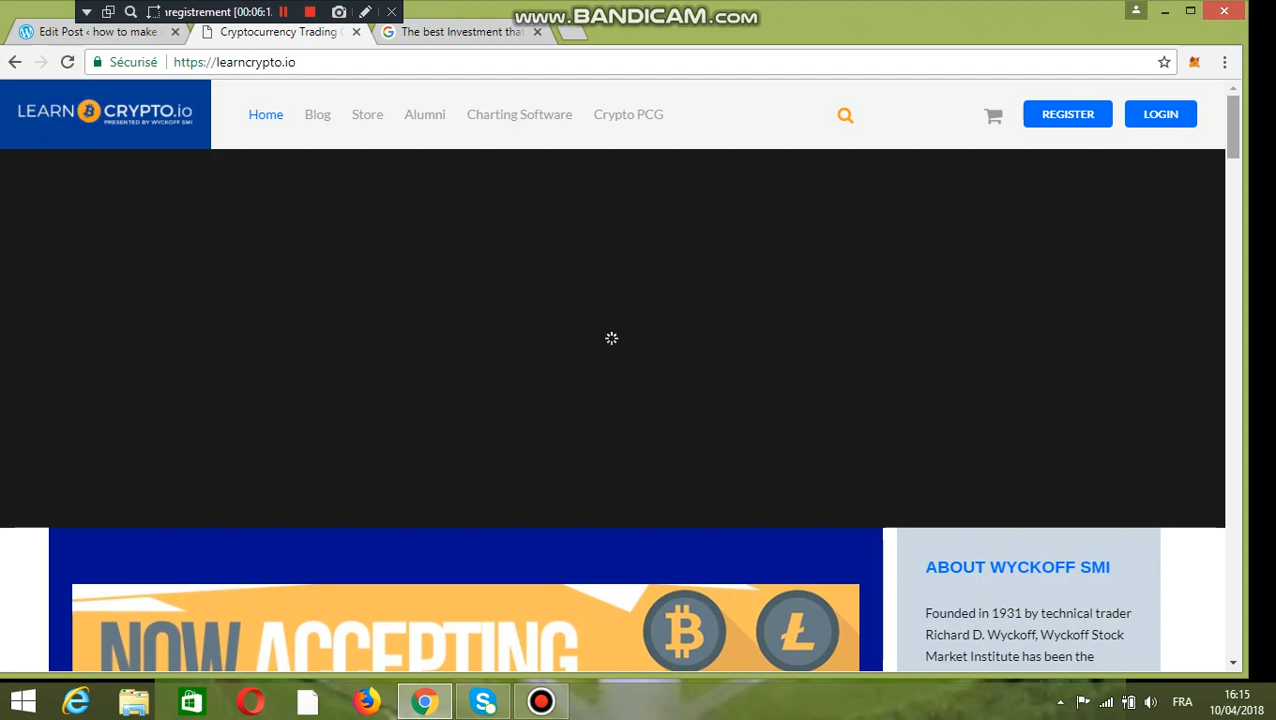 registrement [00:06:1
www.BANDICAM.com
Edit Post ‹ how to make
Cryptocurrency Trading
The best Investment that
Sécurisé
https://learncrypto.io
LEARN CRYPTO.io
PRESENTED BY WYCKOFF SMI
Home
Blog
Store
Alumni
Charting Software
Crypto PCG
REGISTER
LOGIN
NOW ACCEPTING
ABOUT WYCKOFF SMI
Founded in 1931 by technical trader
Richard D. Wyckoff, Wyckoff Stock
Market Institute has been the
FRA
16:15
10/04/2018